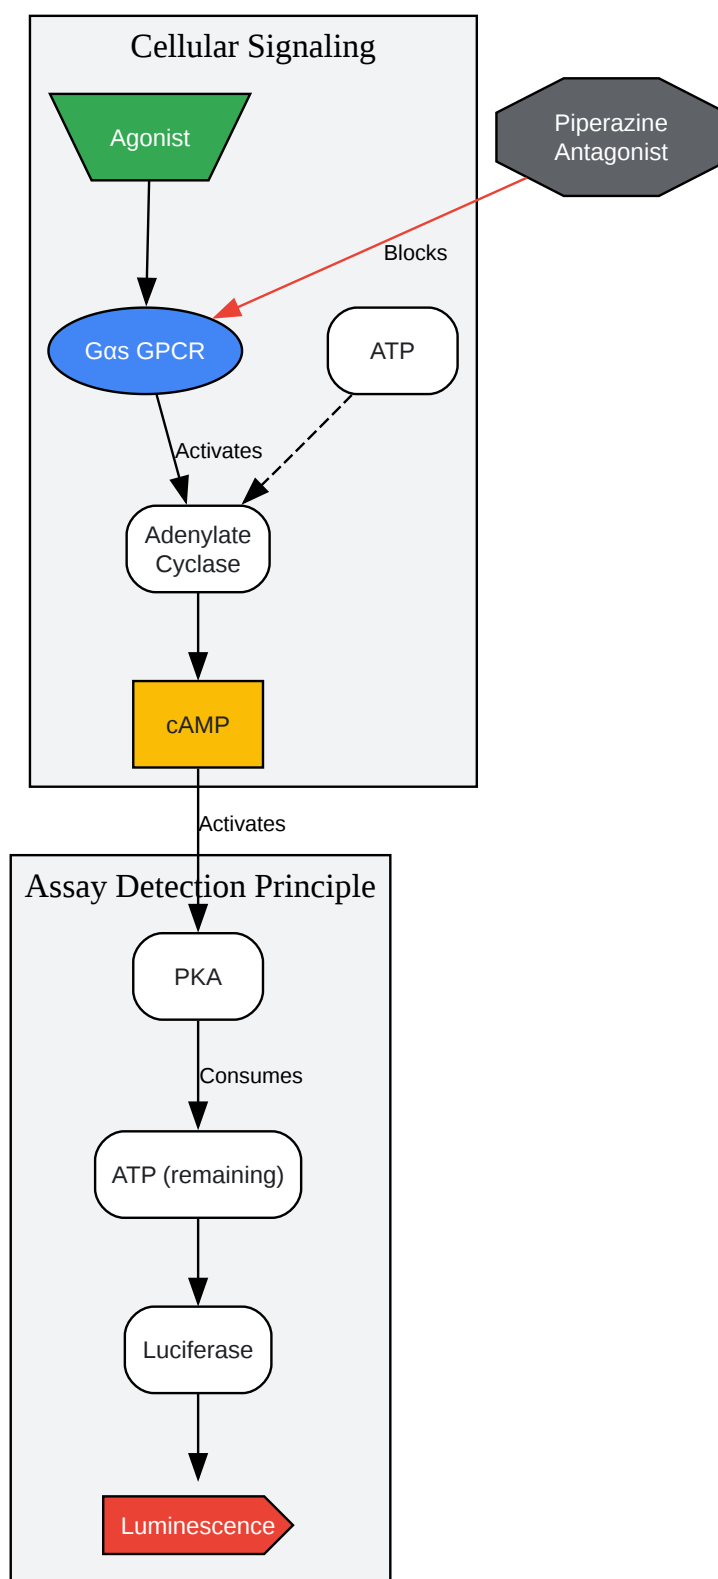 Cellular Signaling
Agonist
Piperazine
Antagonist
Blocks
Gαs GPCR
ATP
Activates
Adenylate
Cyclase
cAMP
Activates
Assay Detection Principle
PKA
Consumes
ATP (remaining)
Luciferase
Luminescence